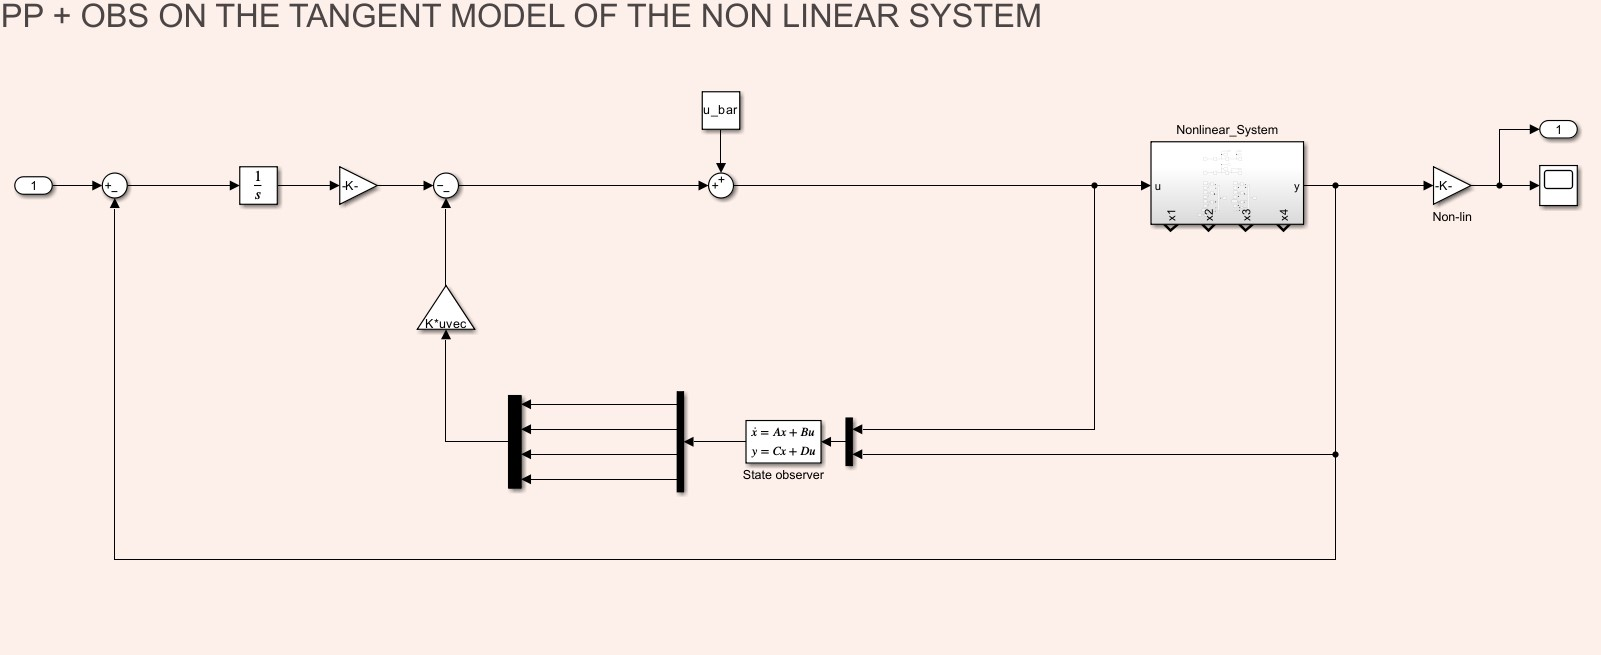 PP + OBS ON THE TANGENT MODEL OF THE NON LINEAR SYSTEM
u_bar
Nonlinear_System
1
1
+
_
1
s
-K-
_
_
+
+
u
y
x1
x2
x3
x4
-K-
Non-lin
K*uvec
ẋ = Ax + Bu
y = Cx + Du
State observer